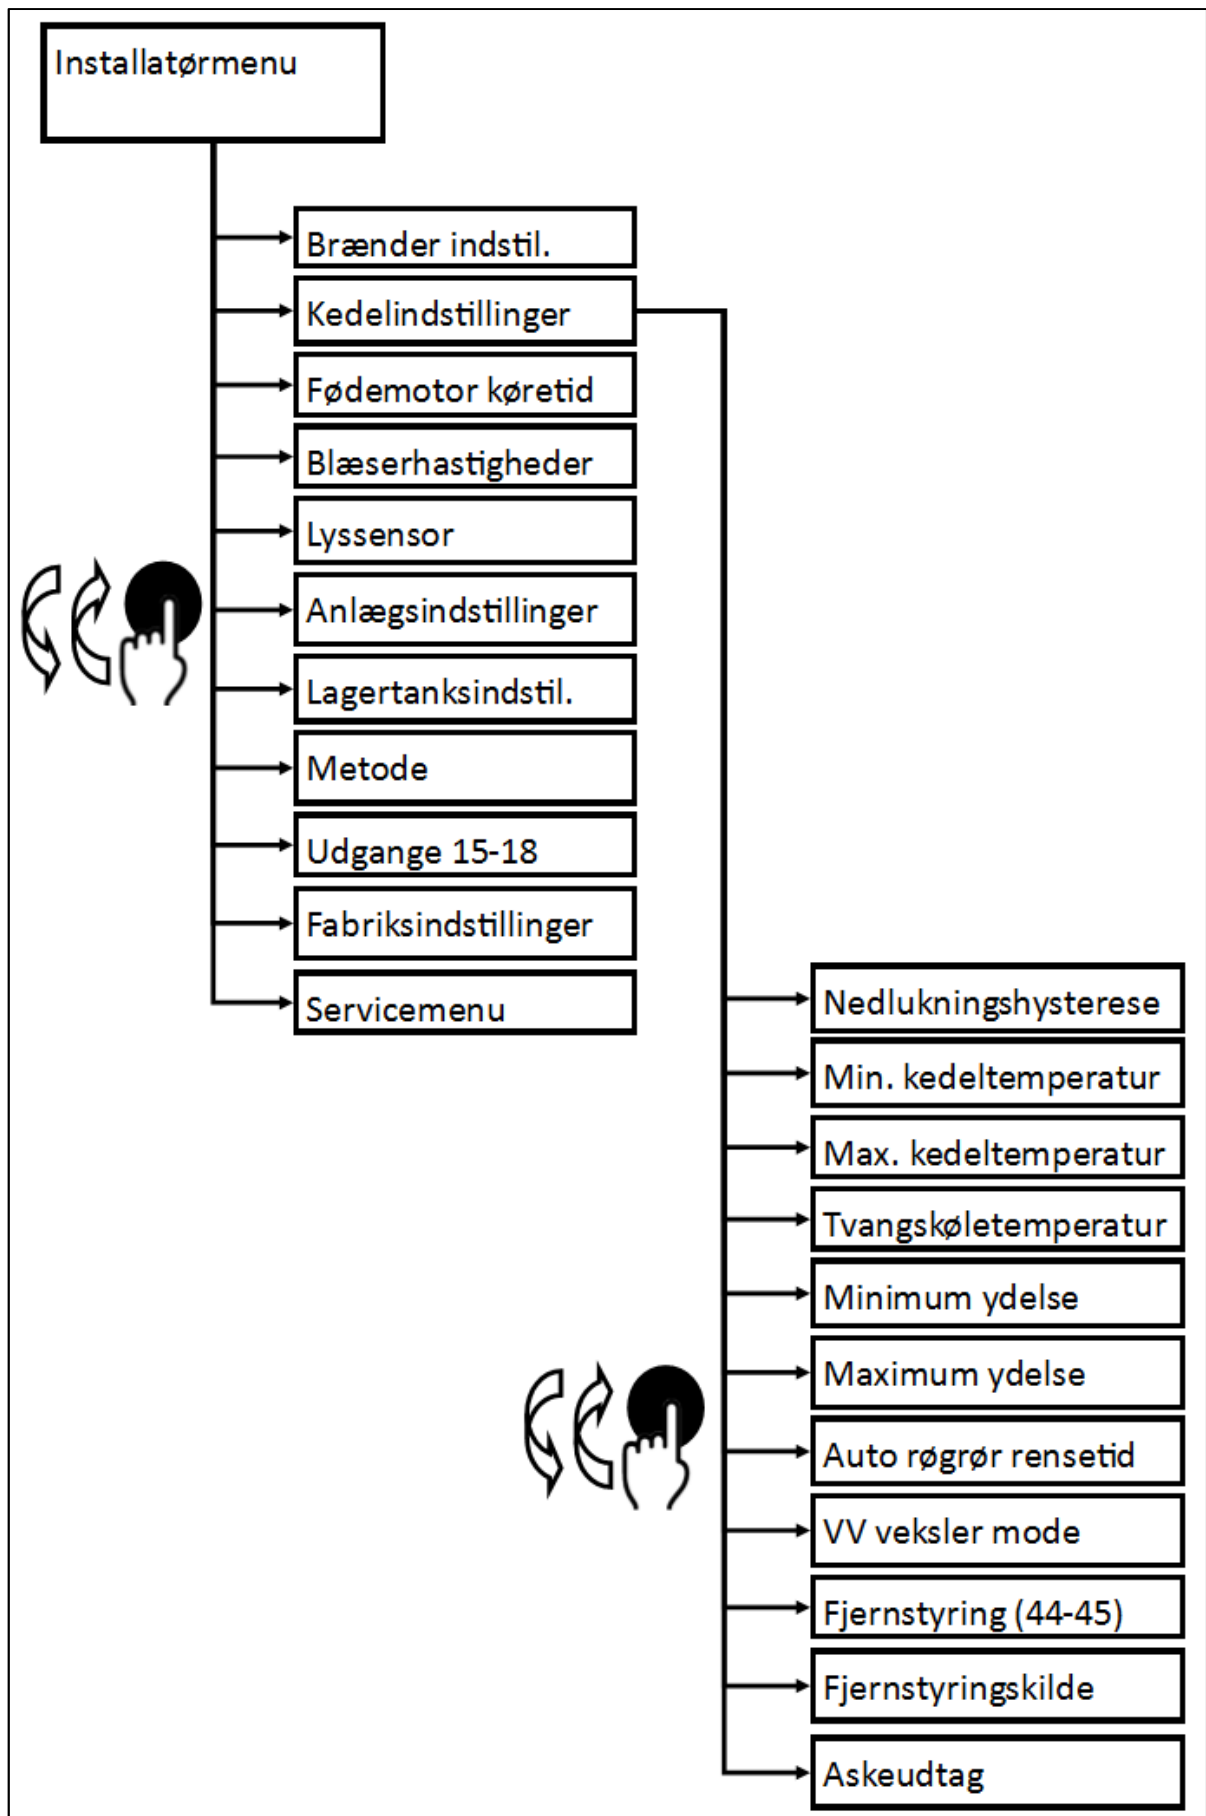 Installatørmenu
Brænder indstil.
Kedelindstillinger
Fødemotor køretid
Blæserhastigheder
Lyssensor
Anlægsindstillinger
Lagertanksindstil.
Metode
Udgange 15-18
Fabriksindstillinger
Servicemenu
Nedlukningshysterese
Min. kedeltemperatur
Max. kedeltemperatur
Tvangskøletemperatur
Minimum ydelse
Maximum ydelse
Auto røgrør rensetid
VV veksler mode
Fjernstyring (44-45)
Fjernstyringskilde
Askeudtag